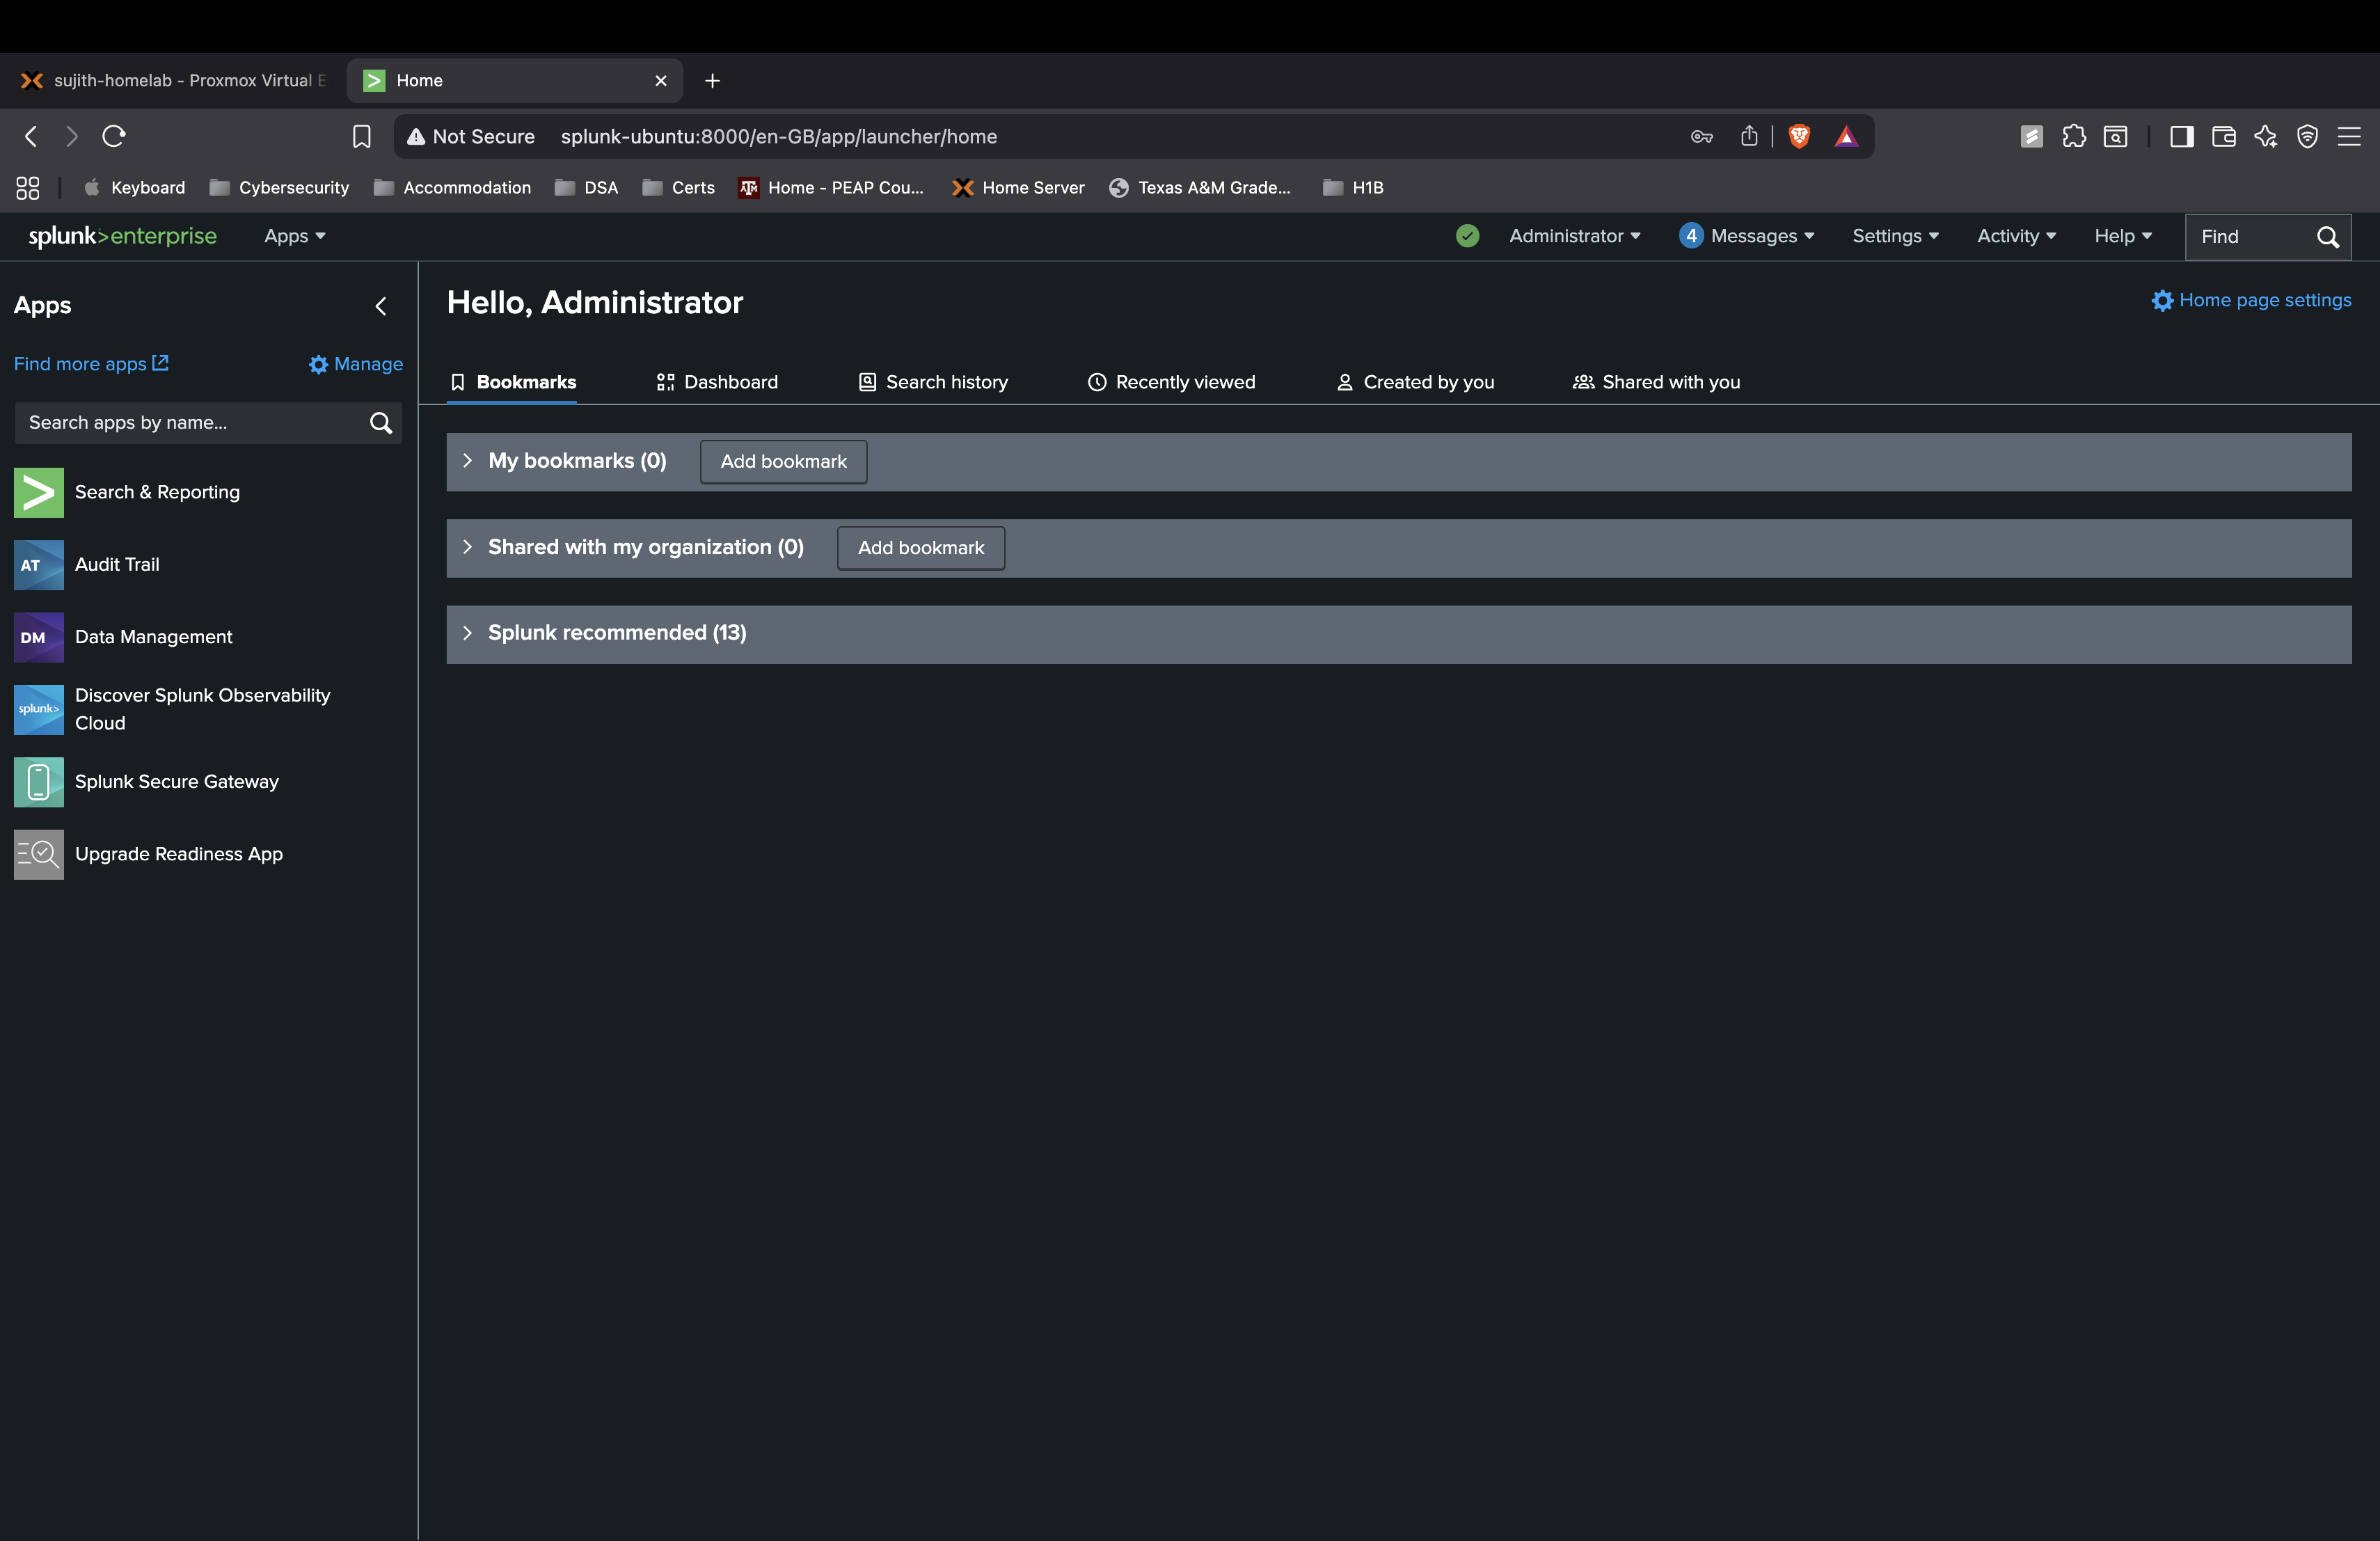 sujith-homelab - Proxmox Virtual E
Home
Not Secure splunk-ubuntu:8000/en-GB/app/launcher/home
Keyboard Cybersecurity Accommodation DSA Certs Home - PEAP Cou... Home Server Texas A&M Grade... H1B
splunk>enterprise Apps Administrator 4 Messages Settings Activity Help Find
Apps
Find more apps Manage
Search apps by name...
Search & Reporting
AT Audit Trail
DM Data Management
splunk> Discover Splunk Observability
Cloud
Splunk Secure Gateway
Upgrade Readiness App
Hello, Administrator
Home page settings
Bookmarks Dashboard Search history Recently viewed Created by you Shared with you
My bookmarks (0) Add bookmark
Shared with my organization (0) Add bookmark
Splunk recommended (13)